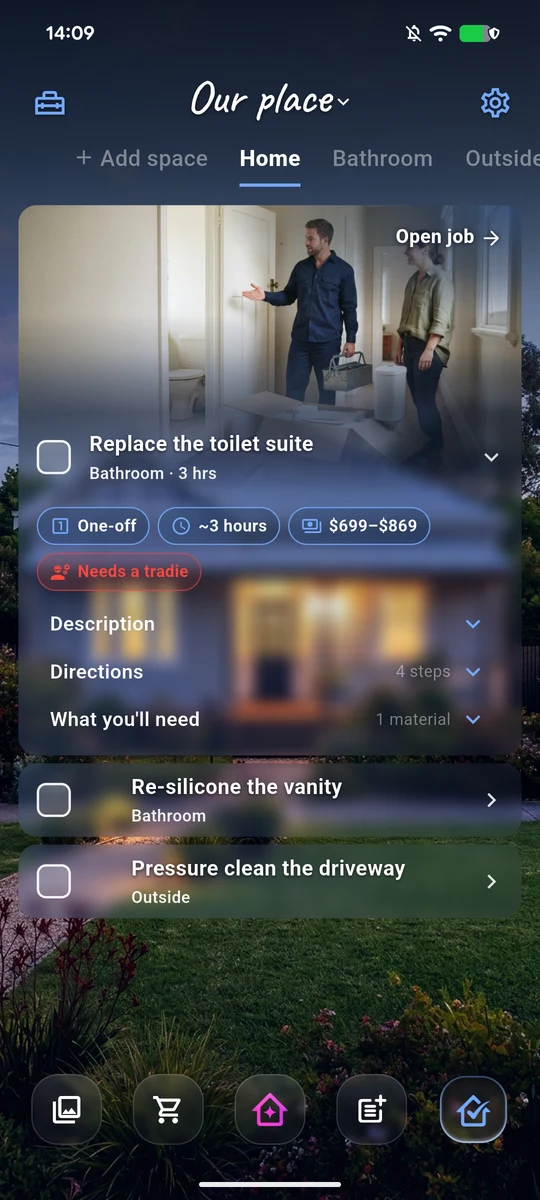 14:09
Our place
+ Add space Home Bathroom Outside
Open job →
Replace the toilet suite
Bathroom · 3 hrs
1 One-off ~3 hours $699–$869
Needs a tradie
Description
Directions 4 steps
What you'll need 1 material
Re-silicone the vanity
Bathroom
Pressure clean the driveway
Outside